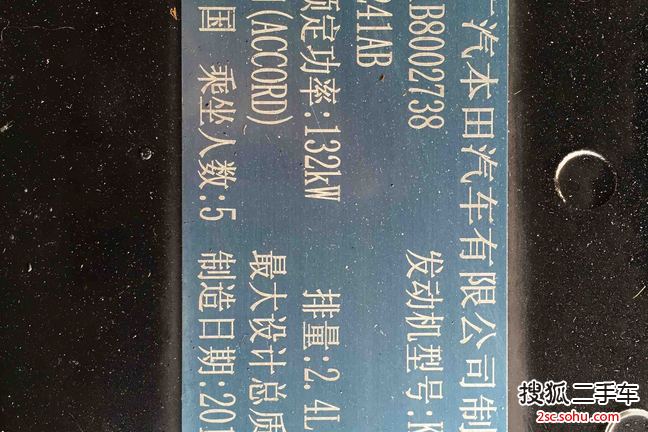 汽本田汽车有限公司制
B8002738
发动机型号:K
241AB
额定功率:132kW
排量:2.4L
(ACCORD)
最大设计总质
国 乘坐人数:5
制造日期:201
搜狐二手车
2sc.sohu.com